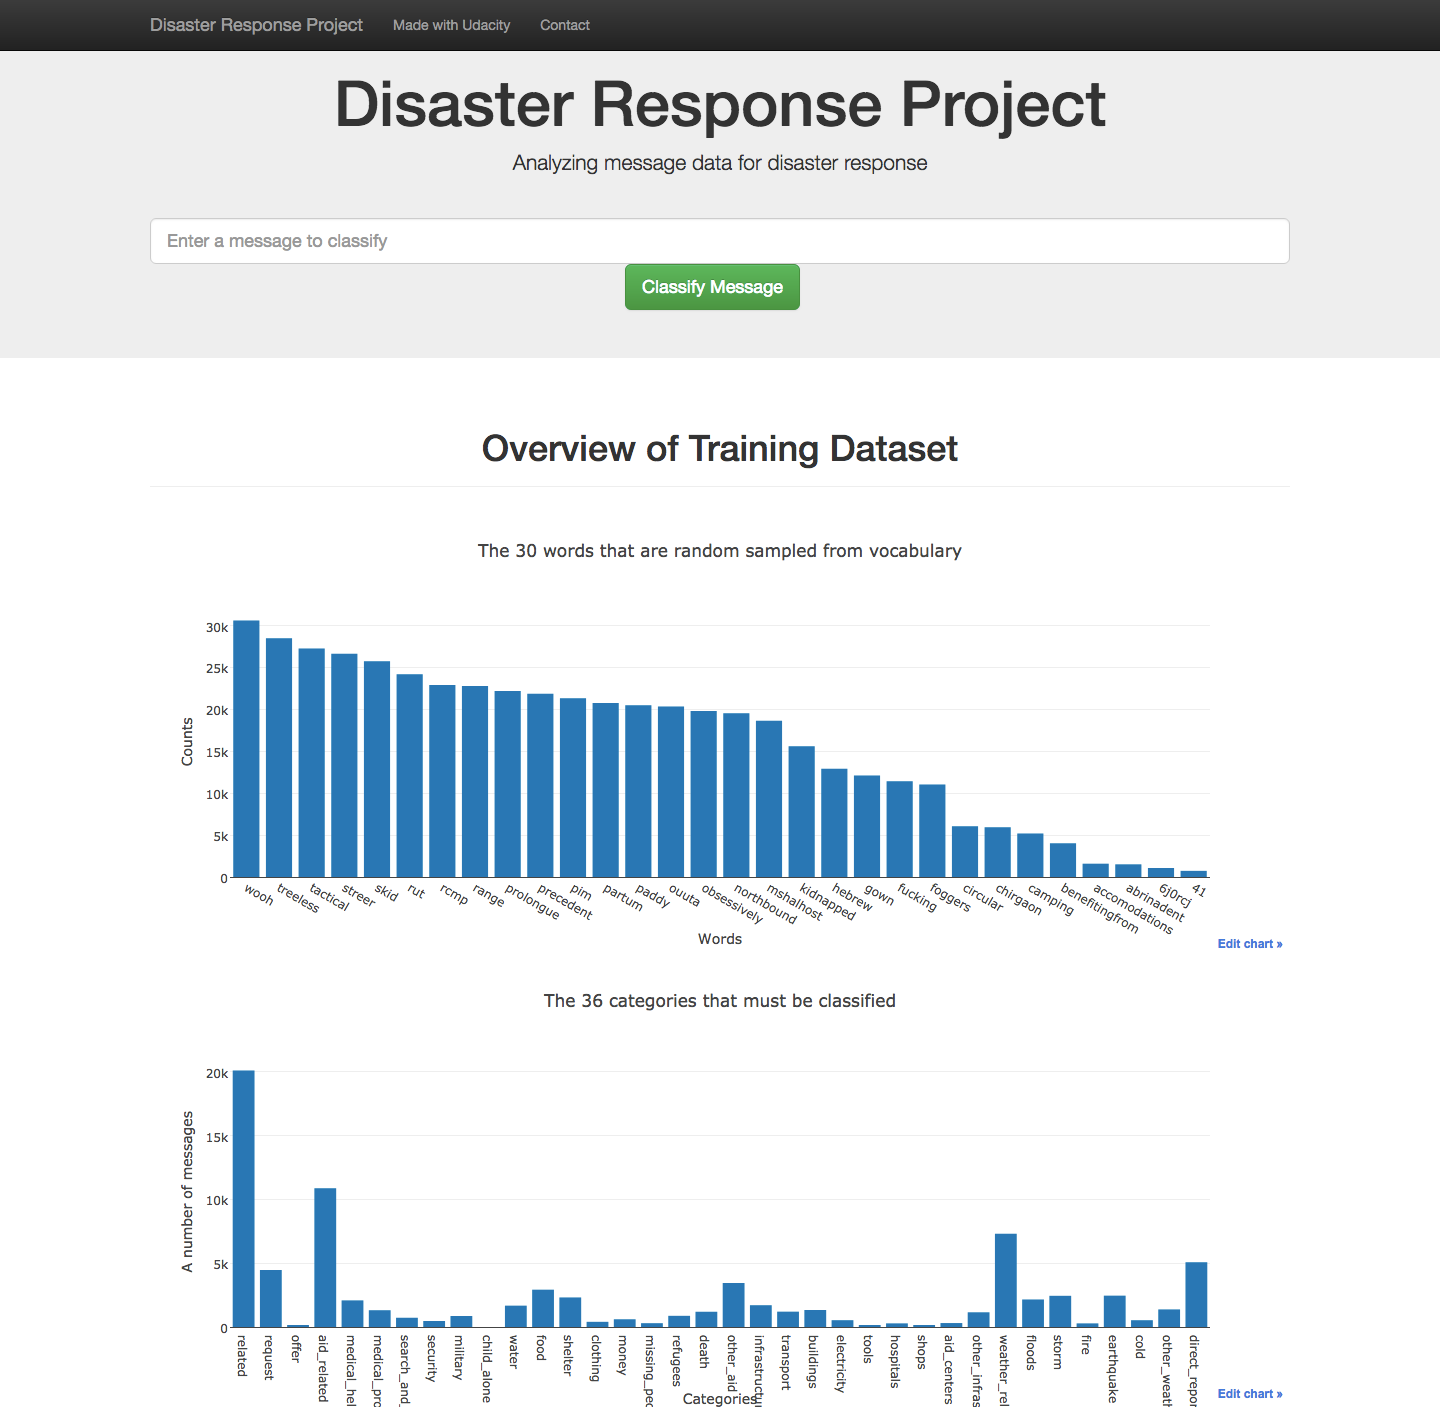 Disaster Response Project Made with Udacity Contact
Disaster Response Project
Analyzing message data for disaster response
Enter a message to classify
Classify Message
Overview of Training Dataset
The 30 words that are random sampled from vocabulary
30k
25k
20k
15k
10k
5k
0
Counts
wooh treeless tactical streer skid rut rcmp range prolongue precedent pim partum paddy ouuta obsessively northbound mshalhost kidnapped hebrew gown fucking foggers circular chirgaon camping benefitingfrom accomodations abrinadent 6j0rcj 41
Words
Edit chart »
The 36 categories that must be classified
20k
15k
10k
5k
0
A number of messages
related request offer aid_related medical_hel medical_pro search_and_ security military child_alone water food shelter clothing money missing_peo refugees death other_aid infrastructur transport buildings electricity tools hospitals shops aid_centers other_infras weather_rel floods storm fire earthquake cold other_weath direct_repor
Categories
Edit chart »